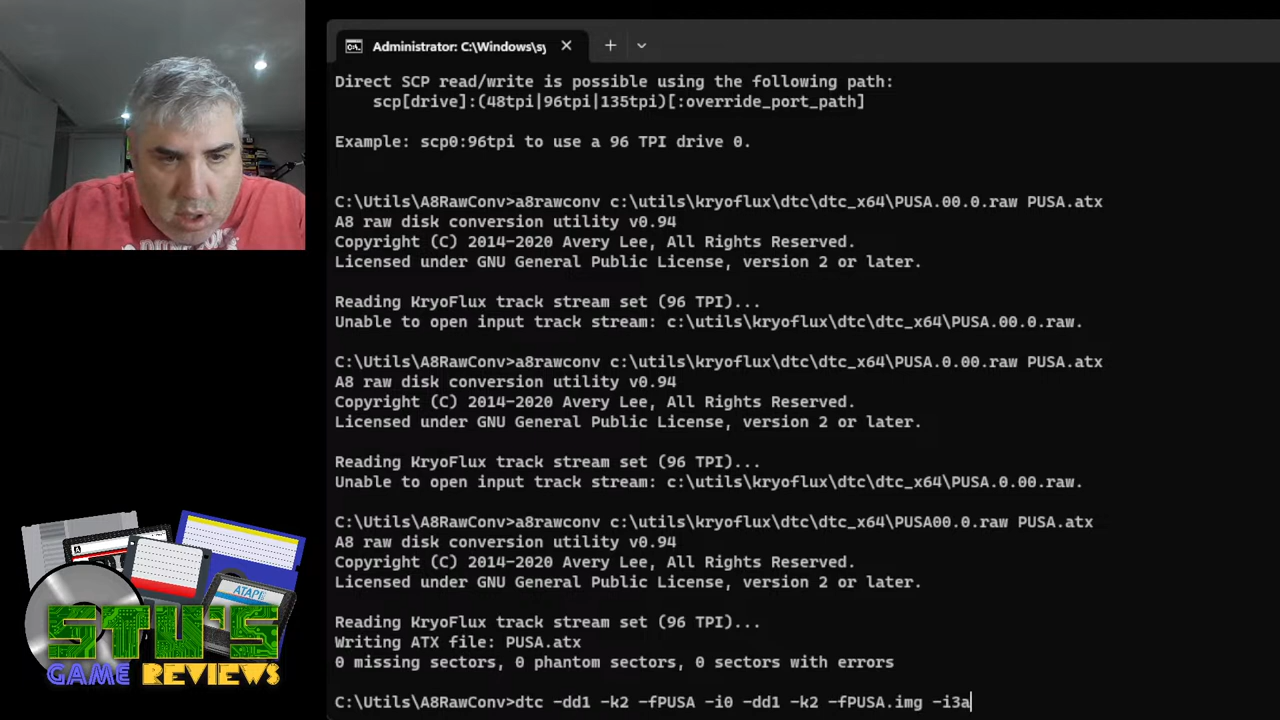 Administrator: C:\Windows\sy
Direct SCP read/write is possible using the following path:
scp[drive]:(48tpi|96tpi|135tpi)[:override_port_path]
Example: scp0:96tpi to use a 96 TPI drive 0.
C:\Utils\A8RawConv>a8rawconv c:\utils\kryoflux\dtc\dtc_x64\PUSA.00.0.raw PUSA.atx
A8 raw disk conversion utility v0.94
Copyright (C) 2014-2020 Avery Lee, All Rights Reserved.
Licensed under GNU General Public License, version 2 or later.
Reading KryoFlux track stream set (96 TPI)...
Unable to open input track stream: c:\utils\kryoflux\dtc\dtc_x64\PUSA.00.0.raw.
C:\Utils\A8RawConv>a8rawconv c:\utils\kryoflux\dtc\dtc_x64\PUSA.0.00.raw PUSA.atx
A8 raw disk conversion utility v0.94
Copyright (C) 2014-2020 Avery Lee, All Rights Reserved.
Licensed under GNU General Public License, version 2 or later.
Reading KryoFlux track stream set (96 TPI)...
Unable to open input track stream: c:\utils\kryoflux\dtc\dtc_x64\PUSA.0.00.raw.
C:\Utils\A8RawConv>a8rawconv c:\utils\kryoflux\dtc\dtc_x64\PUSA00.0.raw PUSA.atx
A8 raw disk conversion utility v0.94
Copyright (C) 2014-2020 Avery Lee, All Rights Reserved.
Licensed under GNU General Public License, version 2 or later.
Reading KryoFlux track stream set (96 TPI)...
Writing ATX file: PUSA.atx
0 missing sectors, 0 phantom sectors, 0 sectors with errors
C:\Utils\A8RawConv>dtc -dd1 -k2 -fPUSA -i0 -dd1 -k2 -fPUSA.img -i3a
ATAPI
STU'S
GAME REVIEWS